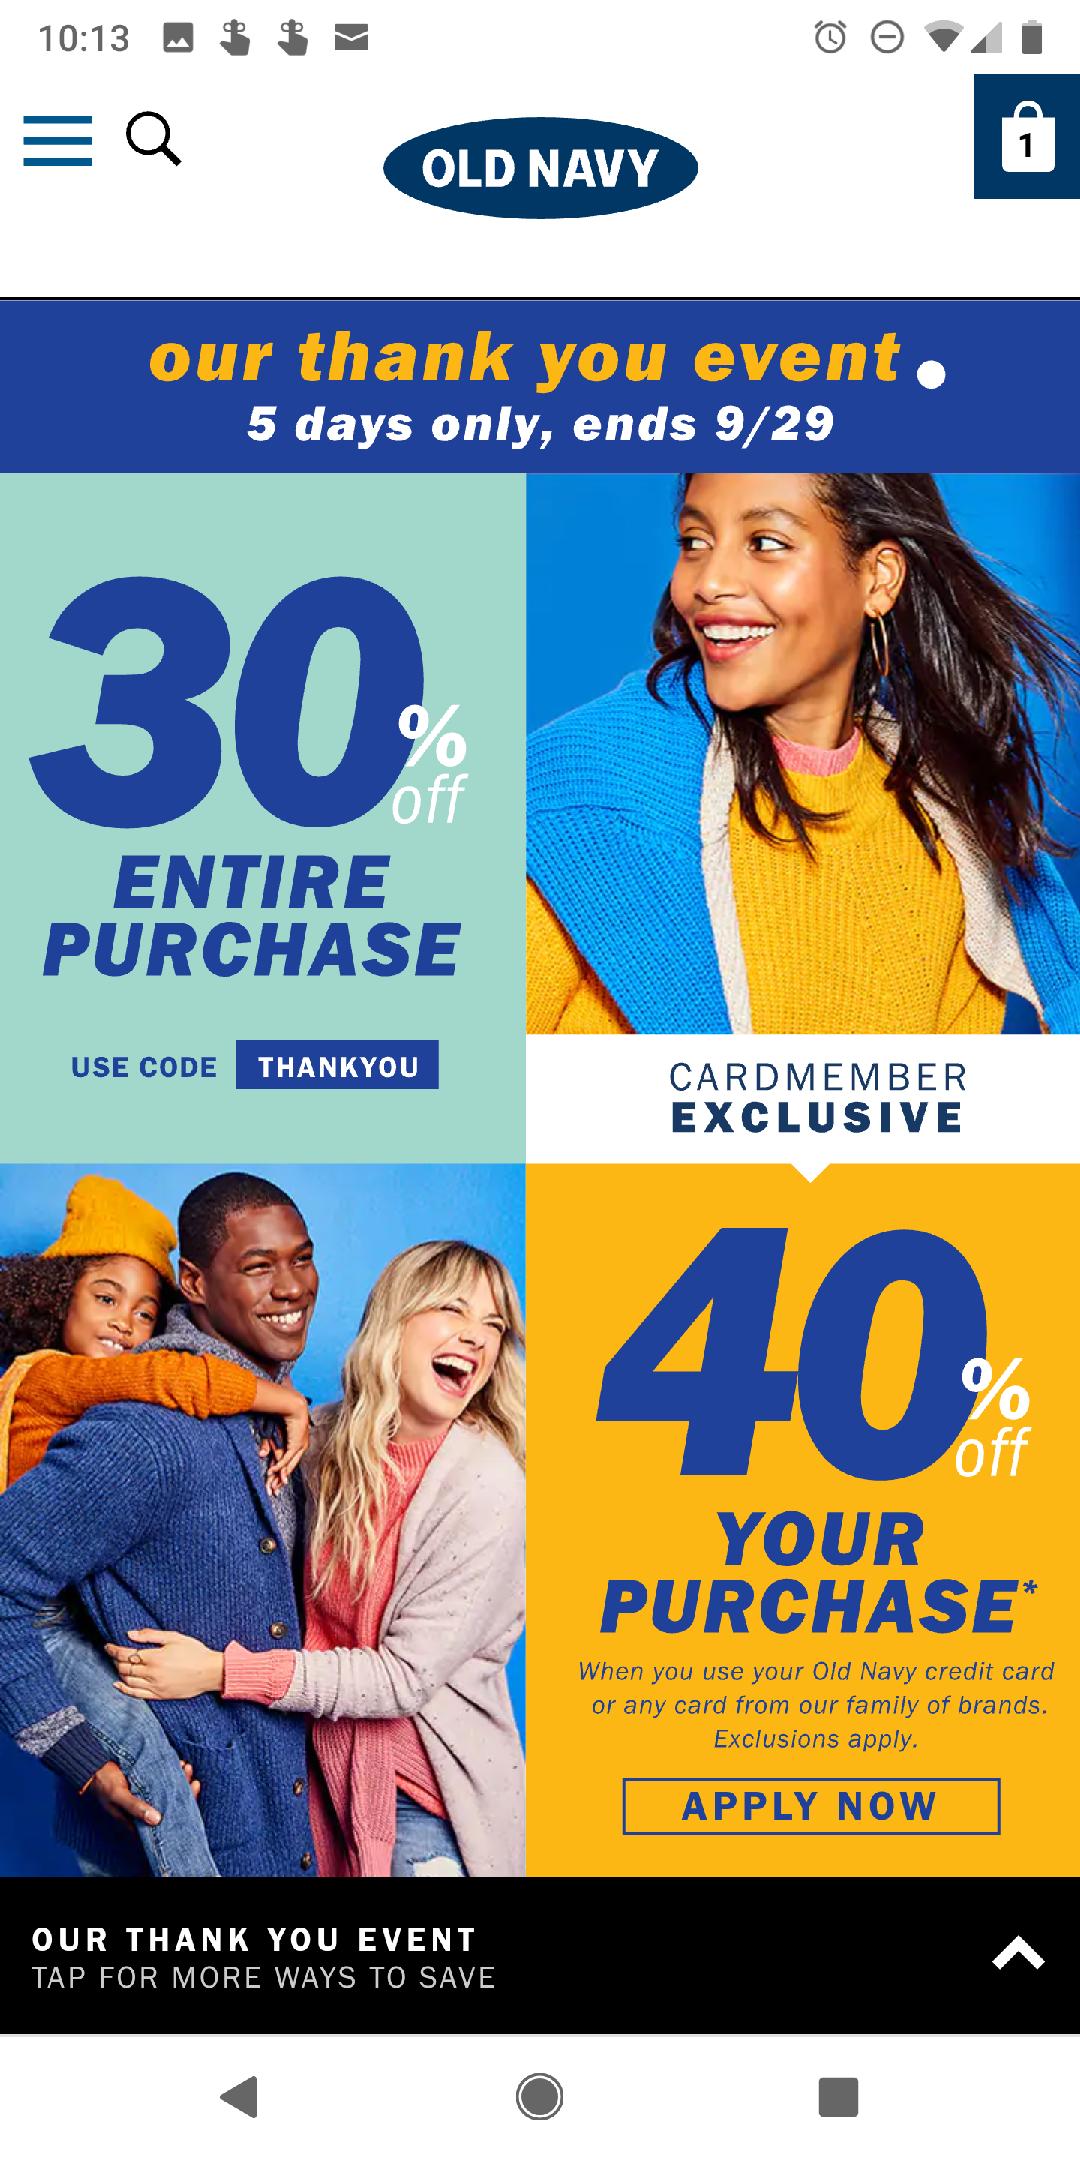 10:13
1
OLD NAVY
our thank you event.
5 days only, ends 9/29
30%
off
ENTIRE
PURCHASE
USE CODE THANKYOU
CARDMEMBER
EXCLUSIVE
40%
off
YOUR
PURCHASE*
When you use your Old Navy credit card
or any card from our family of brands.
Exclusions apply.
APPLY NOW
OUR THANK YOU EVENT
TAP FOR MORE WAYS TO SAVE